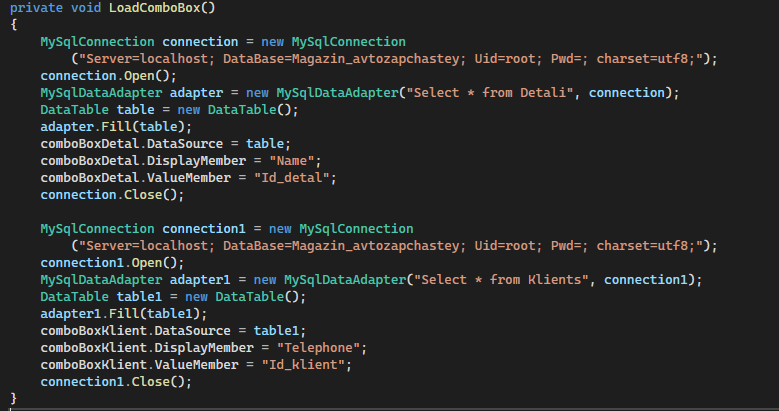 private void LoadComboBox()
{
MySqlConnection connection = new MySqlConnection
("Server=localhost; DataBase=Magazin_avtozapchastey; Uid=root; Pwd=; charset=utf8;");
connection.Open();
MySqlDataAdapter adapter = new MySqlDataAdapter("Select * from Detali", connection);
DataTable table = new DataTable();
adapter.Fill(table);
comboBoxDetal.DataSource = table;
comboBoxDetal.DisplayMember = "Name";
comboBoxDetal.ValueMember = "Id_detal";
connection.Close();

MySqlConnection connection1 = new MySqlConnection
("Server=localhost; DataBase=Magazin_avtozapchastey; Uid=root; Pwd=; charset=utf8;");
connection1.Open();
MySqlDataAdapter adapter1 = new MySqlDataAdapter("Select * from Klients", connection1);
DataTable table1 = new DataTable();
adapter1.Fill(table1);
comboBoxKlient.DataSource = table1;
comboBoxKlient.DisplayMember = "Telephone";
comboBoxKlient.ValueMember = "Id_klient";
connection1.Close();
}